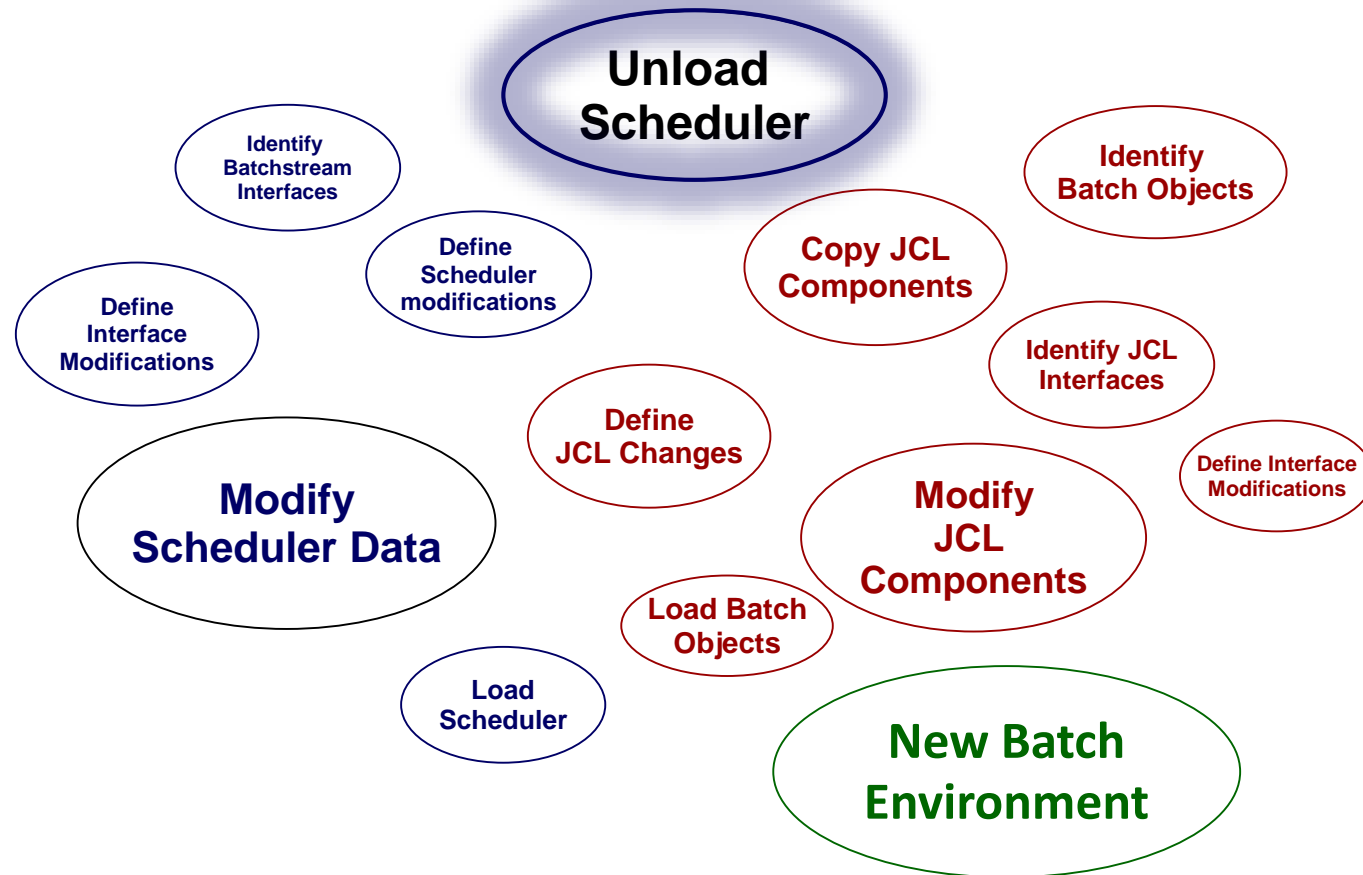 Unload
Scheduler
Identify
Batchstream
Interfaces
Identify
Batch Objects
Define
Scheduler
modifications
Copy JCL
Components
Define
Interface
Modifications
Identify JCL
Interfaces
Define
JCL Changes
Define Interface
Modifications
Modify
Scheduler Data
Modify
JCL
Components
Load Batch
Objects
Load
Scheduler
New Batch
Environment